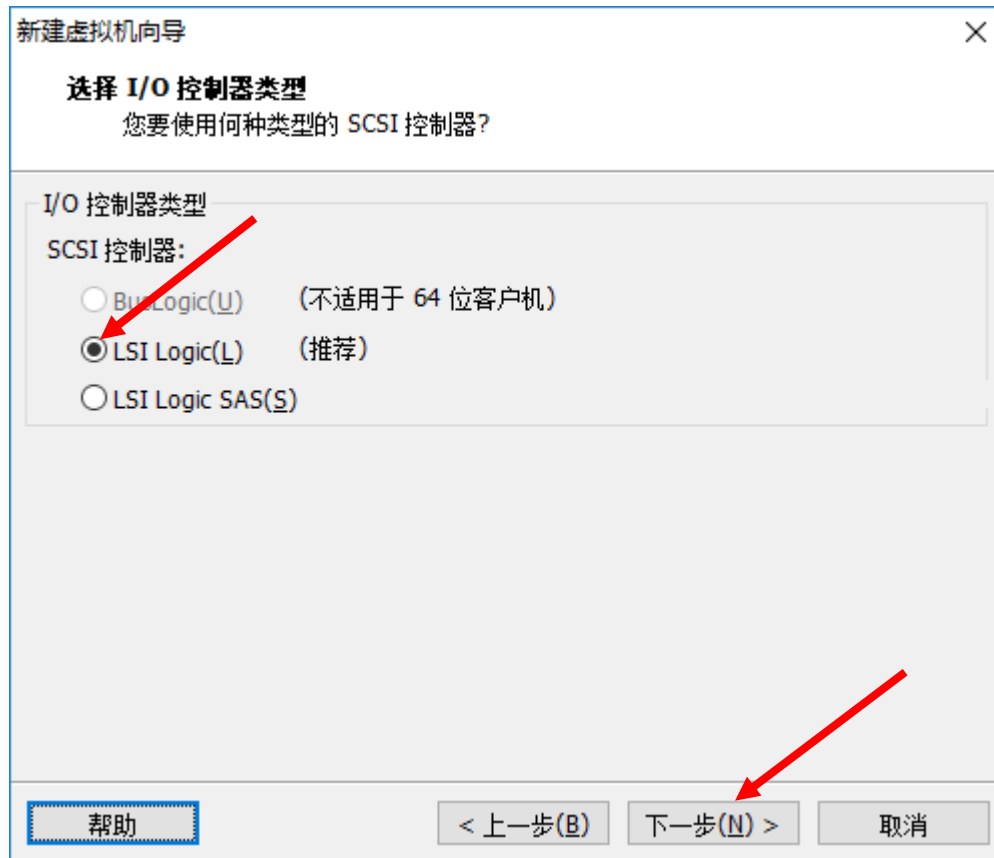 新建虚拟机向导
选择 I/O 控制器类型
您要使用何种类型的 SCSI 控制器?
I/O 控制器类型
SCSI 控制器:
BusLogic(U) (不适用于 64 位客户机)
LSI Logic(L) (推荐)
LSI Logic SAS(S)
帮助 < 上一步(B) 下一步(N) > 取消